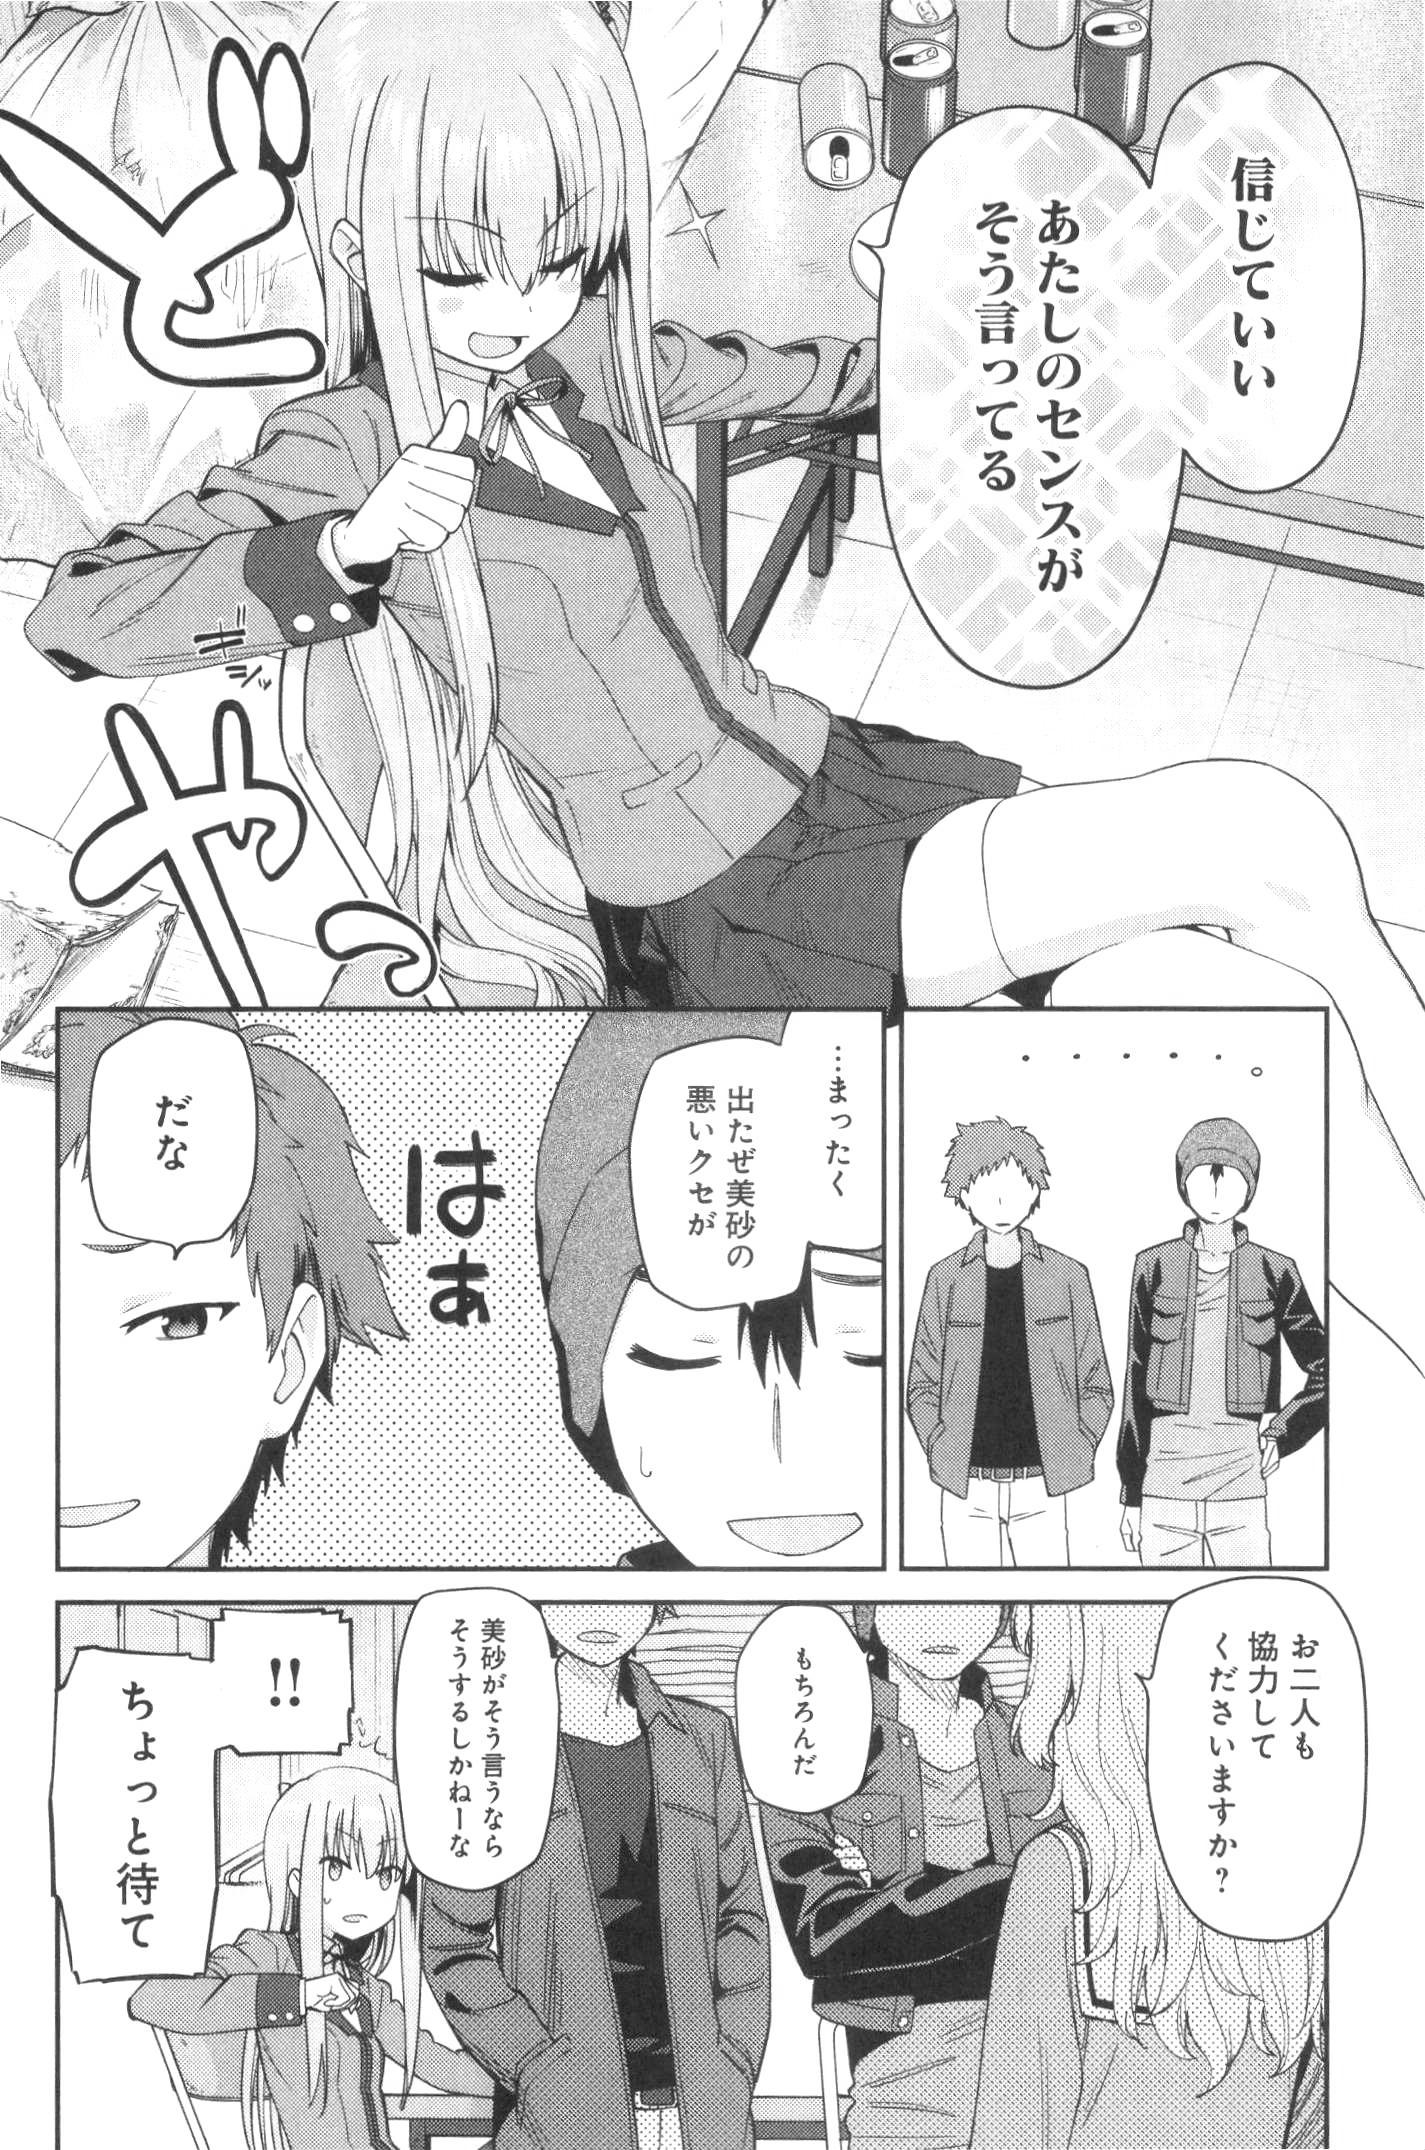 信じていい
あたしのセンスが
そう言ってる
どやっ
ギシッ
…まったく
出たぜ美砂の
悪いクセが
はぁ
だな
お二人も
協力して
くださいますか?
もちろんだ
美砂がそう言うなら
そうするしかねーな
!!
ちょっと待て